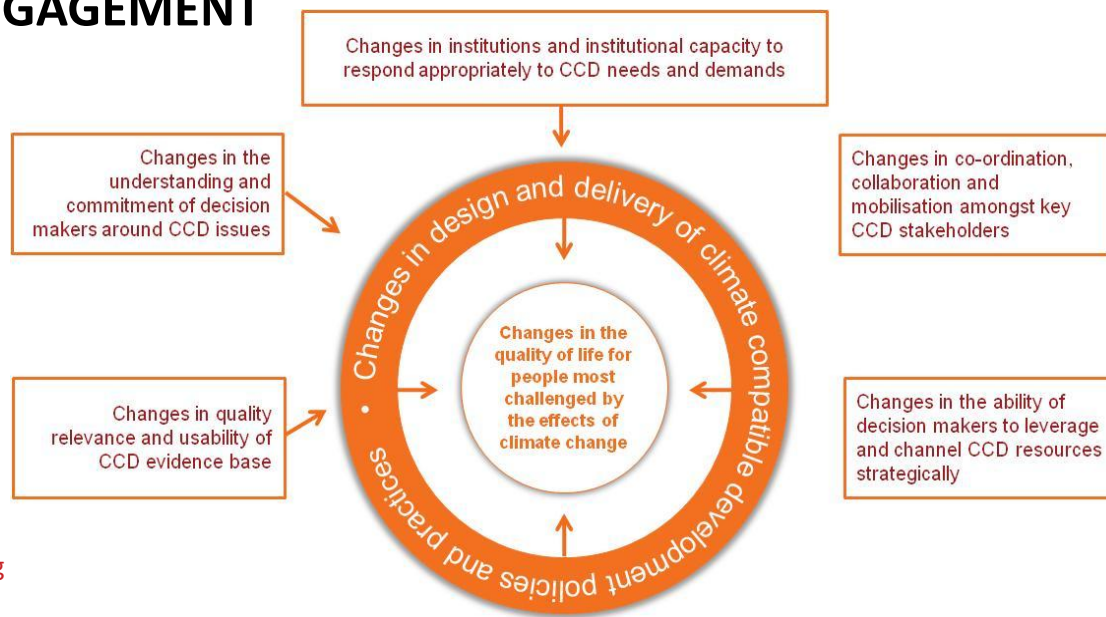 GAGEMENT
Changes in institutions and institutional capacity to
respond appropriately to CCD needs and demands
Changes in the
understanding and
commitment of decision
makers around CCD issues
Changes in co-ordination,
collaboration and
mobilisation amongst key
CCD stakeholders
Changes in design and delivery of climate compatible development policies and practices •
Changes in the
quality of life for
people most
challenged by
the effects of
climate change
Changes in quality
relevance and usability of
CCD evidence base
Changes in the ability of
decision makers to leverage
and channel CCD resources
strategically
g